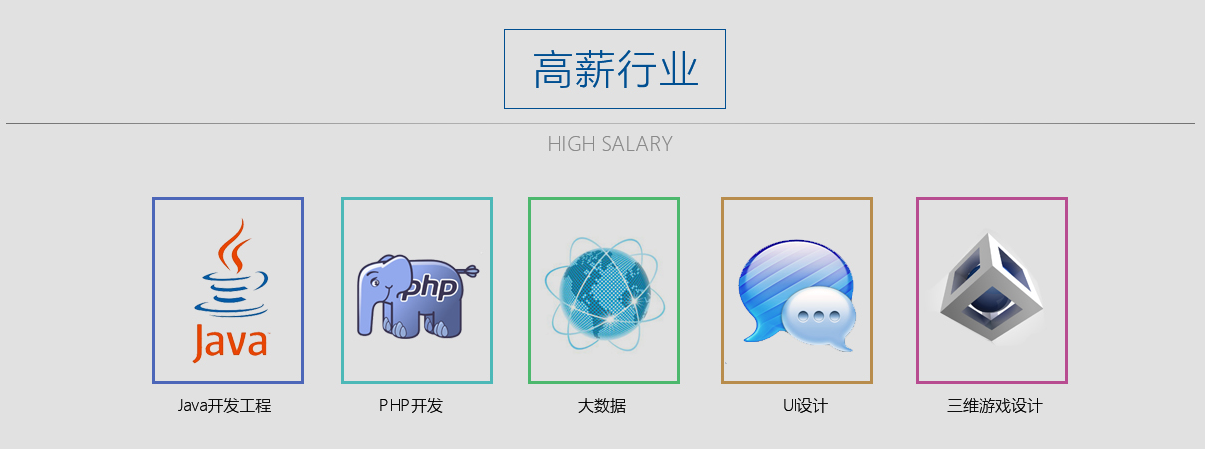 高薪行业
HIGH SALARY
Java
php
Java开发工程
PHP开发
大数据
UI设计
三维游戏设计